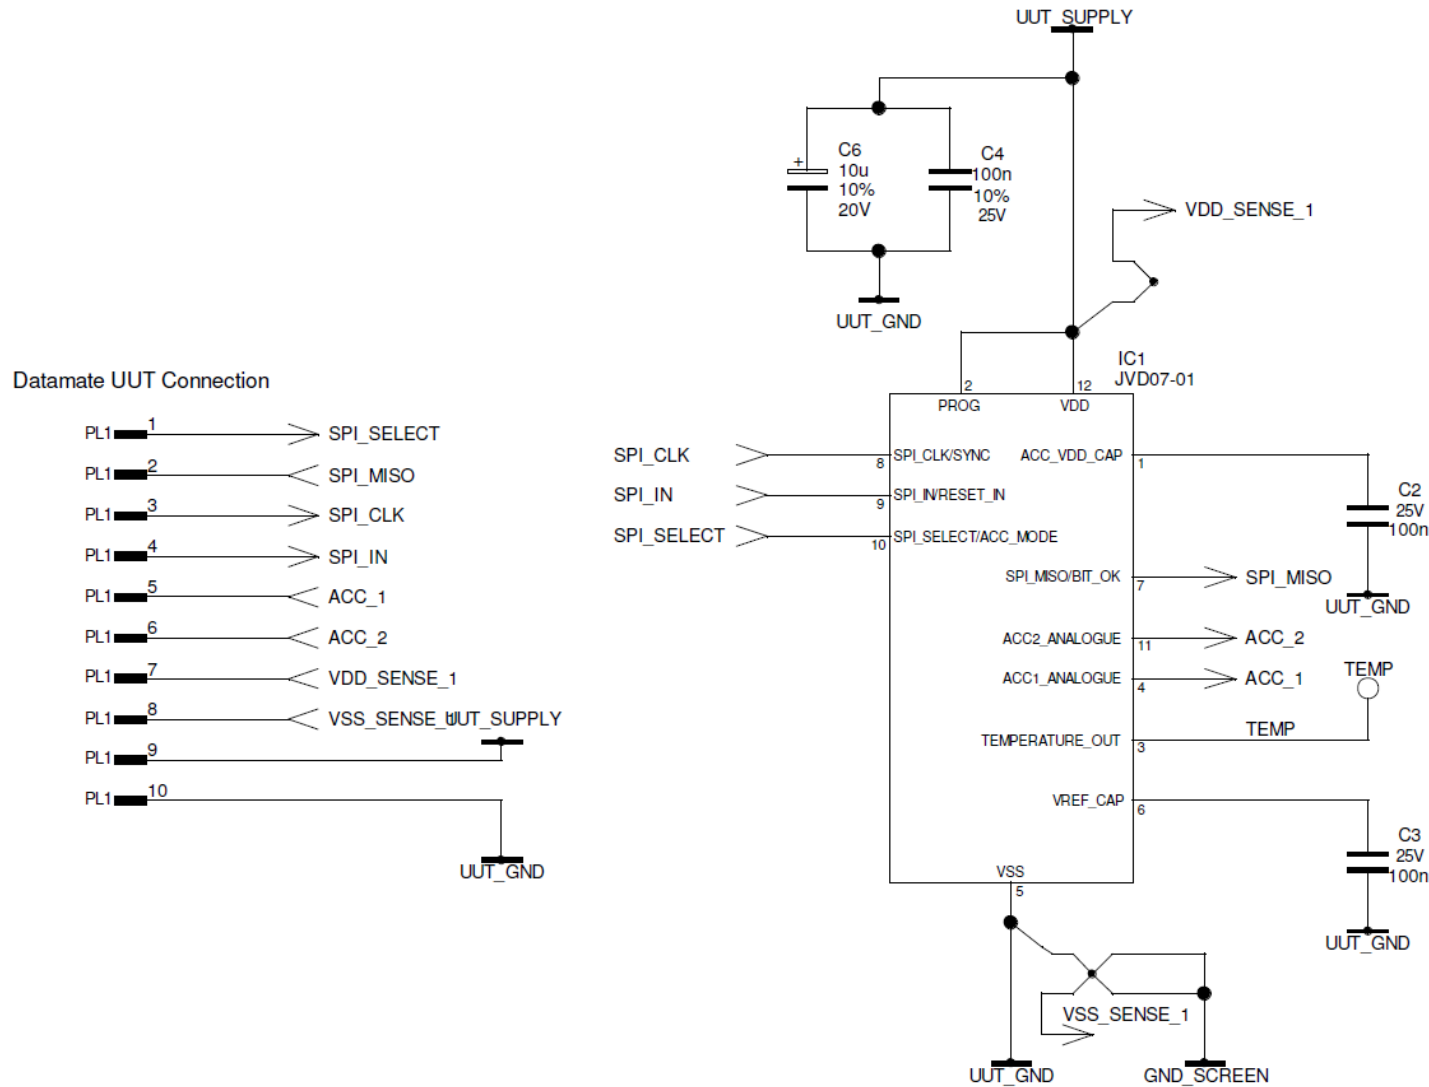 UUT_SUPPLY
C6
10u
10%
20V
+
C4
100n
10%
25V
VDD_SENSE_1
UUT_GND
IC1
JVD07-01
Datamate UUT Connection
PL1 1 SPI_SELECT
PL1 2 SPI_MISO
PL1 3 SPI_CLK
PL1 4 SPI_IN
PL1 5 ACC_1
PL1 6 ACC_2
PL1 7 VDD_SENSE_1
PL1 8 VSS_SENSE_1
UUT_SUPPLY
PL1 9
PL1 10
UUT_GND
2 12
PROG VDD
SPI_CLK 8 SPI_CLK/SYNC
SPI_IN 9 SPI_IN/RESET_IN
SPI_SELECT 10 SPI_SELECT/ACC_MODE
ACC_VDD_CAP 1
C2
25V
100n
UUT_GND
SPI_MISO/BIT_OK 7 SPI_MISO
ACC2_ANALOGUE 11 ACC_2
ACC1_ANALOGUE 4 ACC_1
TEMP
TEMPERATURE_OUT 3 TEMP
VREF_CAP 6
C3
25V
100n
UUT_GND
VSS
5
VSS_SENSE_1
UUT_GND
GND_SCREEN